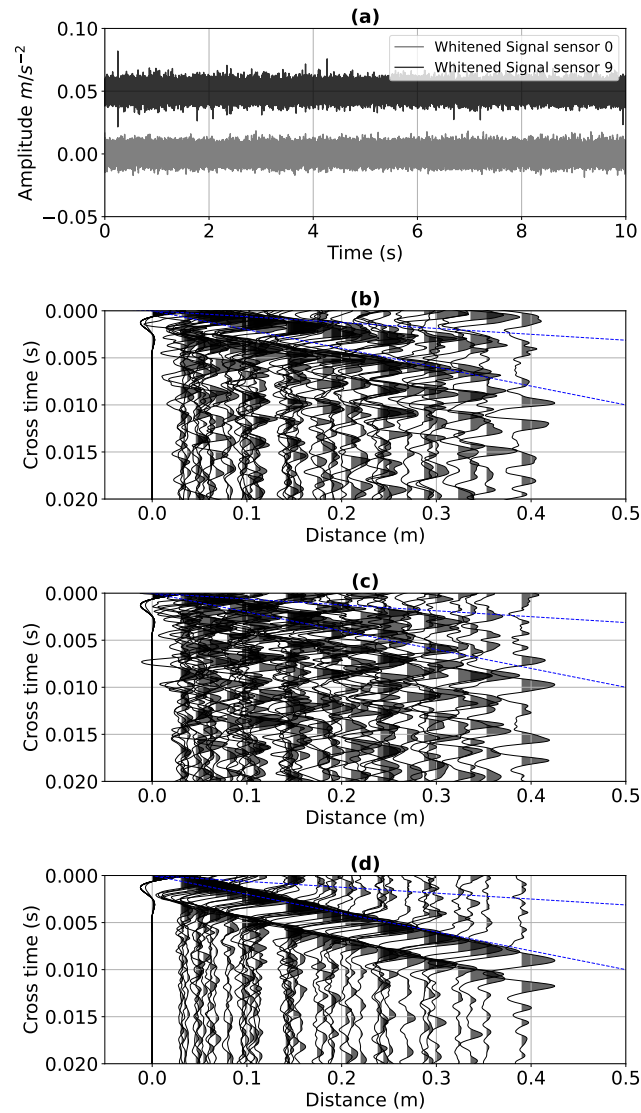 (a)
0.10
0.05
0.00
−0.05
Amplitude m/s⁻²
Whitened Signal sensor 0
Whitened Signal sensor 9
0 2 4 6 8 10
Time (s)
(b)
0.000
0.005
0.010
0.015
0.020
Cross time (s)
0.0 0.1 0.2 0.3 0.4 0.5
Distance (m)
(c)
0.000
0.005
0.010
0.015
0.020
Cross time (s)
0.0 0.1 0.2 0.3 0.4 0.5
Distance (m)
(d)
0.000
0.005
0.010
0.015
0.020
Cross time (s)
0.0 0.1 0.2 0.3 0.4 0.5
Distance (m)